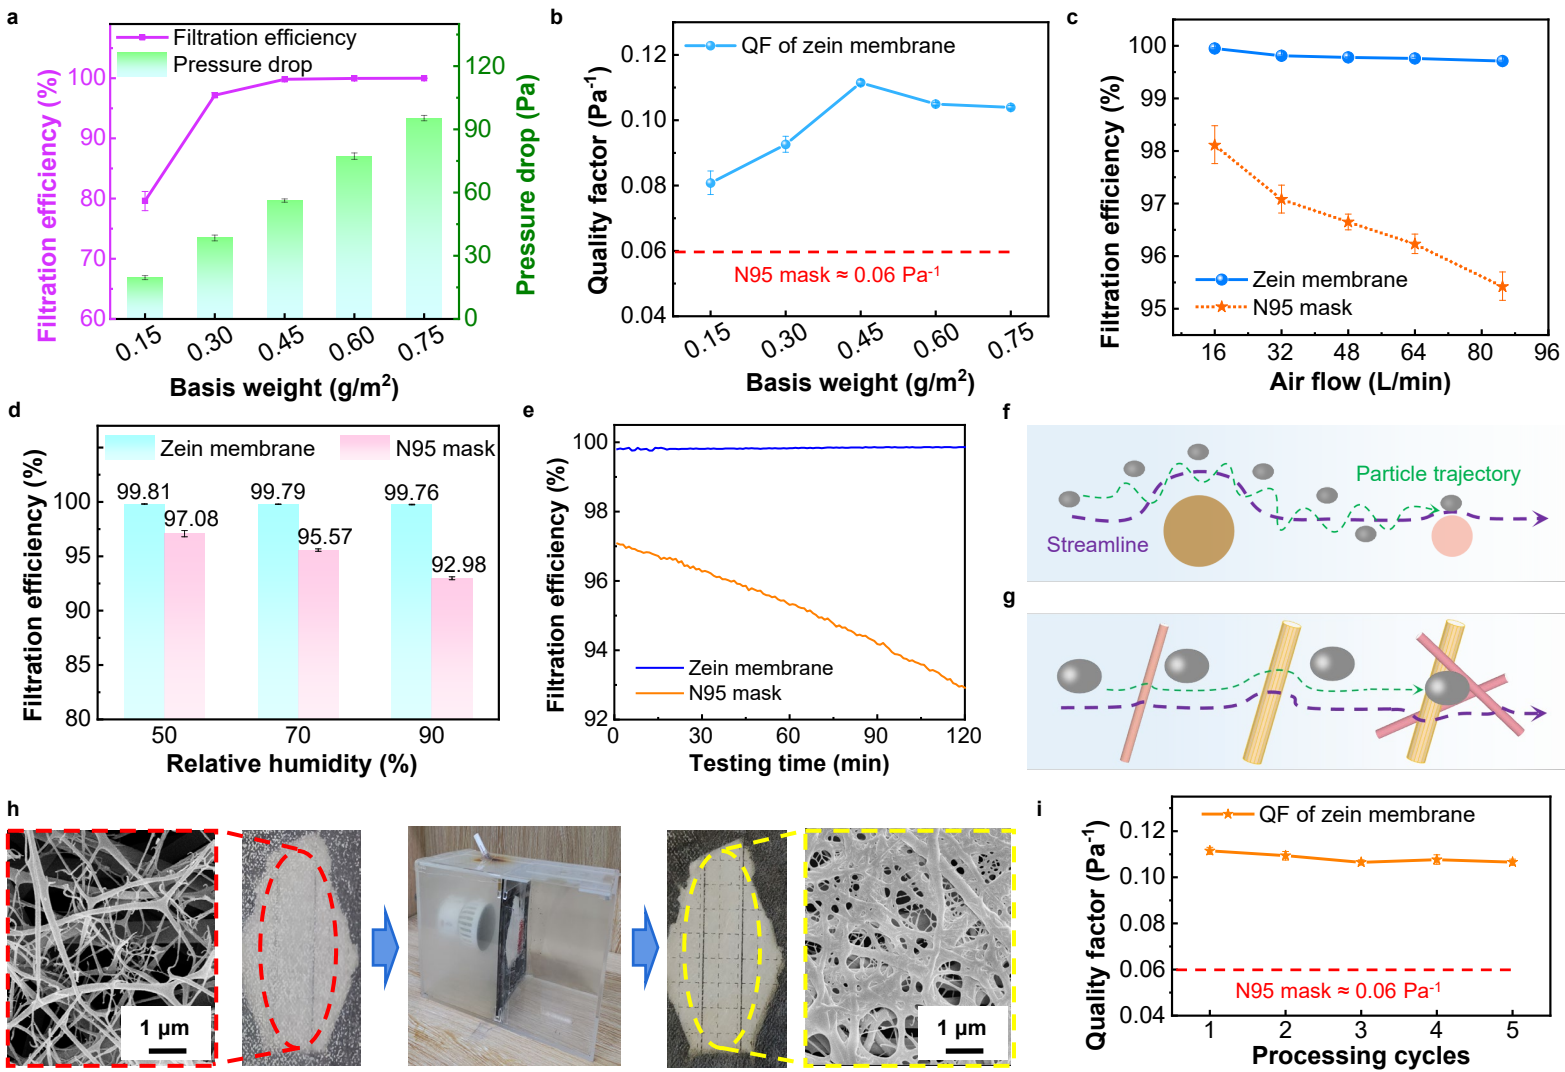 a
Filtration efficiency
Pressure drop
Filtration efficiency (%)
100
90
80
70
60
120
90
60
30
0
Pressure drop (Pa)
0.15
0.30
0.45
0.60
0.75
Basis weight (g/m²)
b
QF of zein membrane
Quality factor (Pa⁻¹)
0.12
0.10
0.08
0.06
0.04
N95 mask ≈ 0.06 Pa⁻¹
0.15
0.30
0.45
0.60
0.75
Basis weight (g/m²)
c
Filtration efficiency (%)
100
99
98
97
96
95
Zein membrane
N95 mask
16
32
48
64
80
96
Air flow (L/min)
d
Zein membrane
N95 mask
Filtration efficiency (%)
100
95
90
85
80
99.81
97.08
99.79
95.57
99.76
92.98
50
70
90
Relative humidity (%)
e
Filtration efficiency (%)
100
98
96
94
92
Zein membrane
N95 mask
0
30
60
90
120
Testing time (min)
f
Particle trajectory
Streamline
g
h
1 μm
1 μm
i
QF of zein membrane
Quality factor (Pa⁻¹)
0.12
0.10
0.08
0.06
0.04
N95 mask ≈ 0.06 Pa⁻¹
1
2
3
4
5
Processing cycles